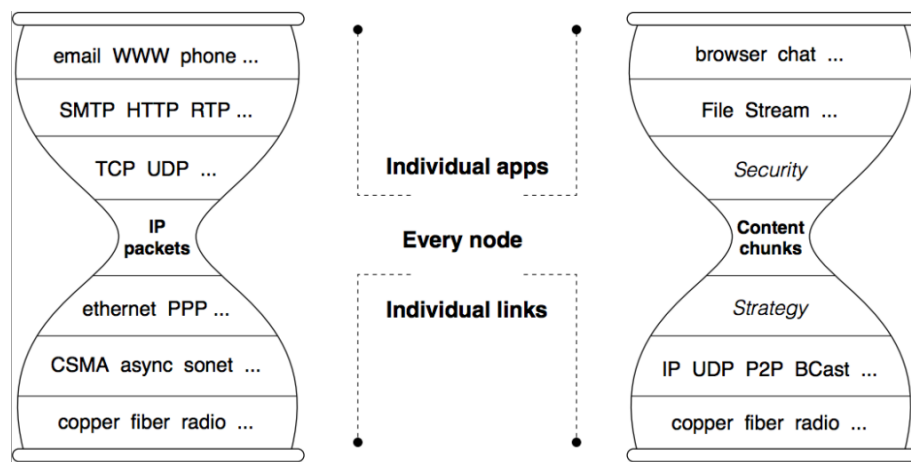 email WWW phone ...
SMTP HTTP RTP ...
TCP UDP ...
IP
packets
ethernet PPP ...
CSMA async sonet ...
copper fiber radio ...
Individual apps
Every node
Individual links
browser chat ...
File Stream ...
Security
Content
chunks
Strategy
IP UDP P2P BCast ...
copper fiber radio ...